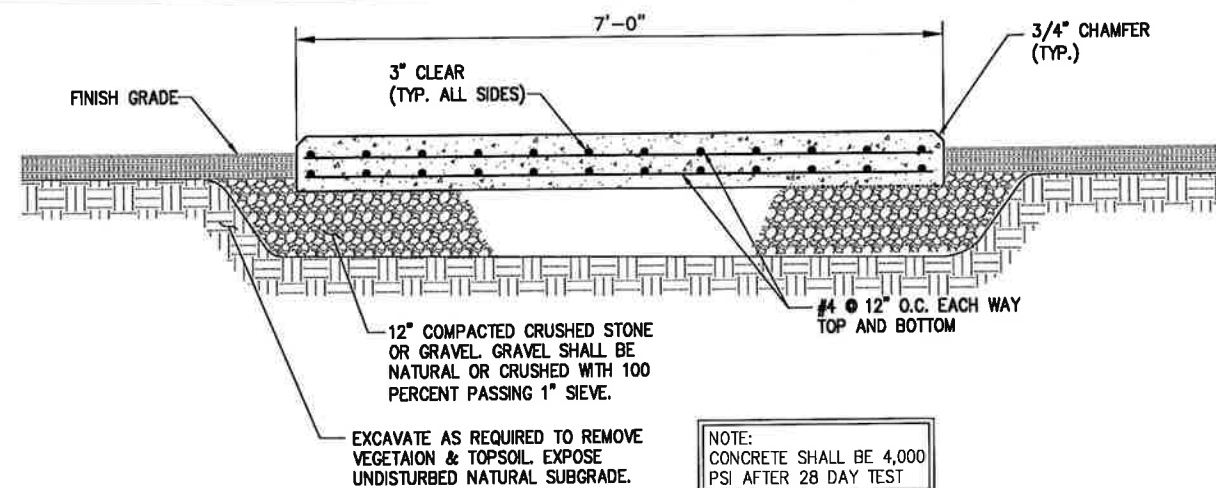 7'-0"
3/4" CHAMFER
(TYP.)
3" CLEAR
(TYP. ALL SIDES)
FINISH GRADE
#4 @ 12" O.C. EACH WAY
TOP AND BOTTOM
12" COMPACTED CRUSHED STONE
OR GRAVEL. GRAVEL SHALL BE
NATURAL OR CRUSHED WITH 100
PERCENT PASSING 1" SIEVE.
EXCAVATE AS REQUIRED TO REMOVE
VEGETAION & TOPSOIL. EXPOSE
UNDISTURBED NATURAL SUBGRADE.
NOTE:
CONCRETE SHALL BE 4,000
PSI AFTER 28 DAY TEST